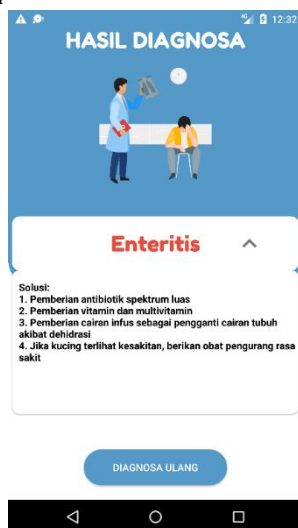 12:32
HASIL DIAGNOSA
Enteritis
Solusi:
1. Pemberian antibiotik spektrum luas
2. Pemberian vitamin dan multivitamin
3. Pemberian cairan infus sebagai pengganti cairan tubuh
akibat dehidrasi
4. Jika kucing terlihat kesakitan, berikan obat pengurang rasa
sakit
DIAGNOSA ULANG